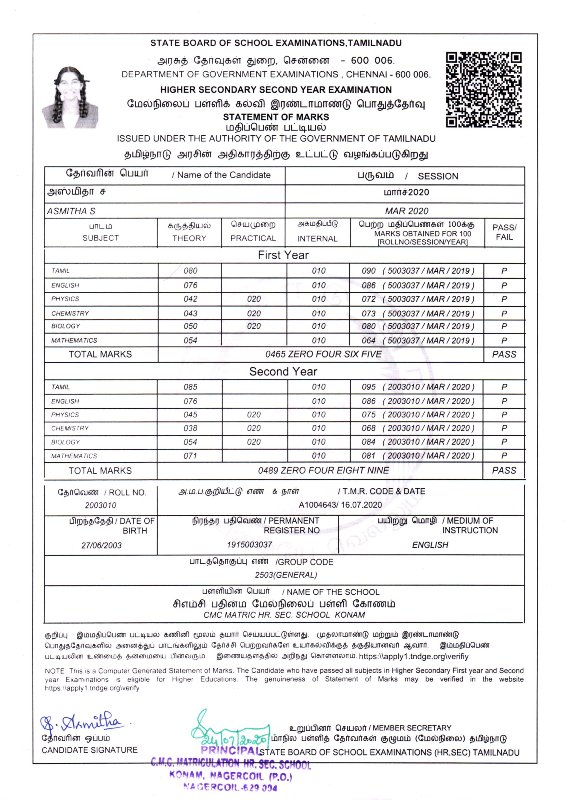 STATE BOARD OF SCHOOL EXAMINATIONS,TAMILNADU
அரசுத் தேர்வுகள் துறை, சென்னை - 600 006.
DEPARTMENT OF GOVERNMENT EXAMINATIONS , CHENNAI - 600 006.
HIGHER SECONDARY SECOND YEAR EXAMINATION
மேல்நிலைப் பள்ளிக் கல்வி இரண்டாமாண்டு பொதுத்தேர்வு
STATEMENT OF MARKS
மதிப்பெண் பட்டியல்
ISSUED UNDER THE AUTHORITY OF THE GOVERNMENT OF TAMILNADU
தமிழ்நாடு அரசின் அதிகாரத்திற்கு உட்பட்டு வழங்கப்படுகிறது
தேர்வரின் பெயர் / Name of the Candidate பருவம் / SESSION
அஸ்மிதா ச மார்ச்2020
ASMITHA S MAR 2020
பாடம் SUBJECT கருத்தியல் THEORY செய்முறை PRACTICAL அகமதிப்பீடு INTERNAL பெற்ற மதிப்பெண்கள் 100க்கு MARKS OBTAINED FOR 100 [ROLLNO/SESSION/YEAR] PASS/ FAIL
First Year
TAMIL 080 010 090 ( 5003037 / MAR / 2019 ) P
ENGLISH 076 010 086 ( 5003037 / MAR / 2019 ) P
PHYSICS 042 020 010 072 ( 5003037 / MAR / 2019 ) P
CHEMISTRY 043 020 010 073 ( 5003037 / MAR / 2019 ) P
BIOLOGY 050 020 010 080 ( 5003037 / MAR / 2019 ) P
MATHEMATICS 054 010 064 ( 5003037 / MAR / 2019 ) P
TOTAL MARKS 0465 ZERO FOUR SIX FIVE PASS
Second Year
TAMIL 085 010 095 ( 2003010 / MAR / 2020 ) P
ENGLISH 076 010 086 ( 2003010 / MAR / 2020 ) P
PHYSICS 045 020 010 075 ( 2003010 / MAR / 2020 ) P
CHEMISTRY 038 020 010 068 ( 2003010 / MAR / 2020 ) P
BIOLOGY 054 020 010 084 ( 2003010 / MAR / 2020 ) P
MATHEMATICS 071 010 081 ( 2003010 / MAR / 2020 ) P
TOTAL MARKS 0489 ZERO FOUR EIGHT NINE PASS
தேர்வெண் / ROLL NO. அ.ம.ப.குறியீட்டு எண் & நாள் / T.M.R. CODE & DATE
2003010 A1004643/ 16.07.2020
பிறந்ததேதி / DATE OF BIRTH நிரந்தர பதிவெண் / PERMANENT REGISTER NO பயிற்று மொழி / MEDIUM OF INSTRUCTION
27/06/2003 1915003037 ENGLISH
பாடத்தொகுப்பு எண் /GROUP CODE
2503(GENERAL)
பள்ளியின் பெயர் / NAME OF THE SCHOOL
சிஎம்சி பதின்ம மேல்நிலைப் பள்ளி கோணம்
CMC MATRIC HR. SEC. SCHOOL KONAM
குறிப்பு இம்மதிப்பெண் பட்டியல் கணினி மூலம் தயார் செய்யப்பட்டுள்ளது. முதலாமாண்டு மற்றும் இரண்டாமாண்டு
பொதுத்தேர்வுகளில் அனைத்துப் பாடங்களிலும் தேர்ச்சி பெற்றவர்களே உயர்கல்விக்குத் தகுதியானவர் ஆவார். இம்மதிப்பெண்
பட்டியலின் உண்மைத் தன்மையை பின்வரும் இணையதளத்தில் அறிந்து கொள்ளலாம். https:\\apply1.tndge.org\verifiy
NOTE This is a Computer Generated Statement of Marks. The Candidate who have passed all subjects in Higher Secondary First year and Second
year Examinations is eligible for Higher Educations. The genuineness of Statement of Marks may be verified in the website
https:\\apply1.tndge.org\verify.
S. Asmitha.
தேர்வரின் ஒப்பம்
CANDIDATE SIGNATURE
24/07/2020
உறுப்பினர் செயலர் / MEMBER SECRETARY
மாநில பள்ளித் தேர்வுகள் குழுமம் (மேல்நிலை) தமிழ்நாடு
STATE BOARD OF SCHOOL EXAMINATIONS (HR.SEC) TAMILNADU
PRINCIPAL
C.M.C. MATRICULATION HR. SEC. SCHOOL
KONAM, NAGERCOIL (P.O.)
NAGERCOIL-629 004